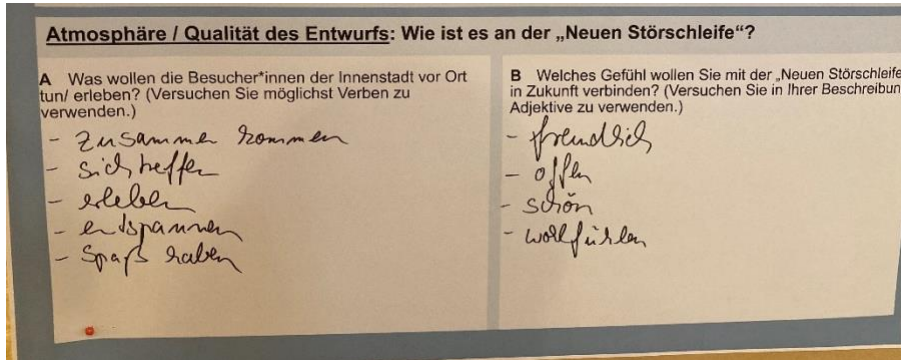 Atmosphäre / Qualität des Entwurfs: Wie ist es an der „Neuen Störschleife“?
A Was wollen die Besucher*innen der Innenstadt vor Ort
tun/ erleben? (Versuchen Sie möglichst Verben zu
verwenden.)
- zusammen kommen
- sich treffen
- erleben
- entspannen
- Spaß haben
B Welches Gefühl wollen Sie mit der „Neuen Störschleife
in Zukunft verbinden? (Versuchen Sie in Ihrer Beschreibun
Adjektive zu verwenden.)
- freundlich
- offen
- schön
- wohlfühlen